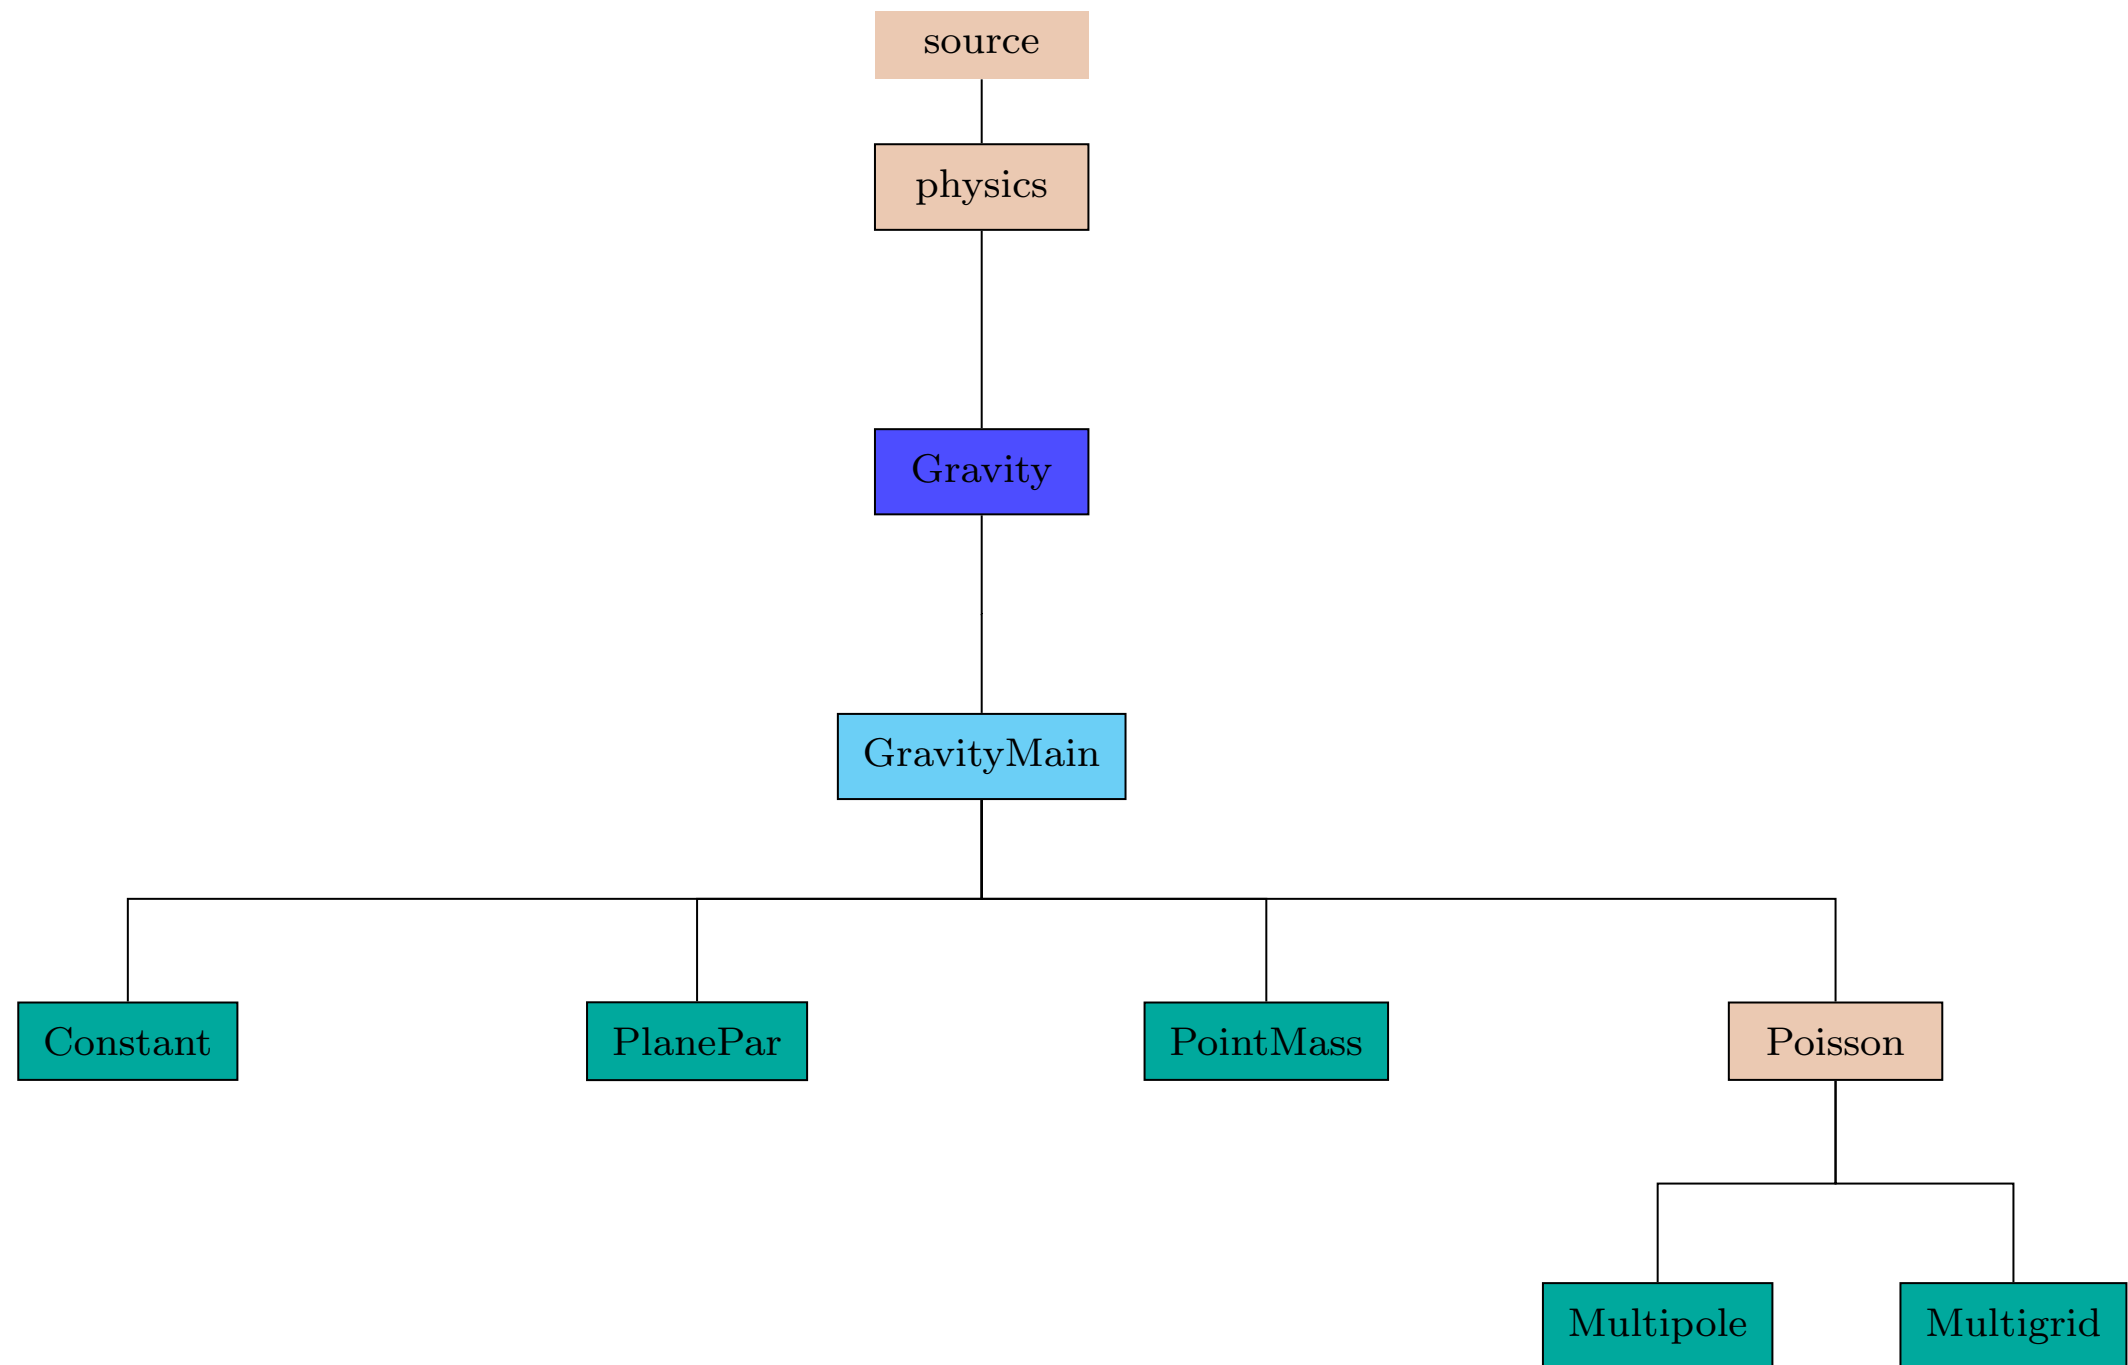 source
physics
Gravity
GravityMain
Constant
PlanePar
PointMass
Poisson
Multipole
Multigrid